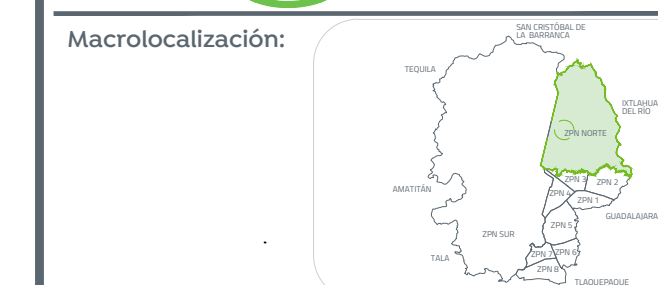 Macrolocalización:
SAN CRISTÓBAL DE
LA BARRANCA
TEQUILA
IXTLAHUA
DEL RÍO
ZPN NORTE
ZPN 3
ZPN 2
AMATITÁN
ZPN 4
ZPN 1
GUADALAJARA
ZPN 5
ZPN SUR
ZPN 7
ZPN 6
TALA
ZPN 8
TLAQUEPAQUE